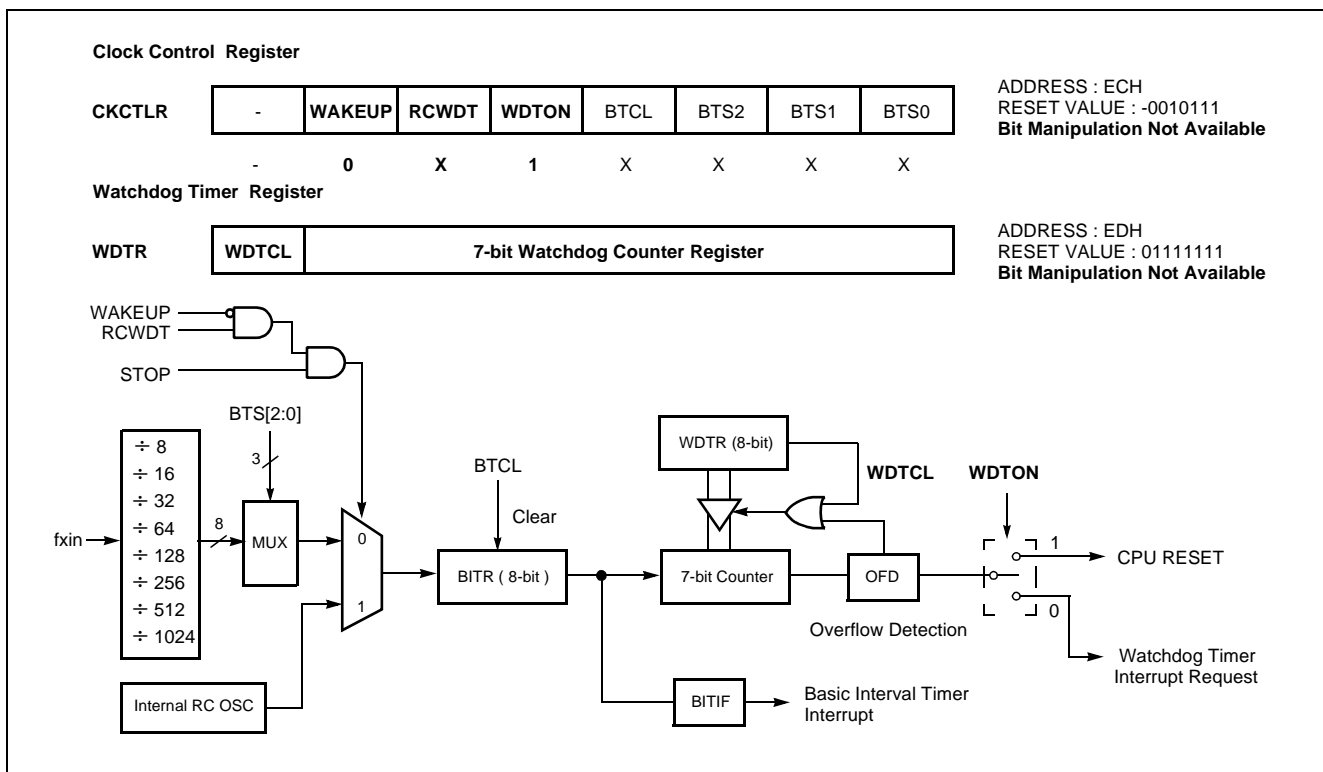 Clock Control Register
CKCTLR - WAKEUP RCWDT WDTON BTCL BTS2 BTS1 BTS0
ADDRESS : ECH
RESET VALUE : -0010111
Bit Manipulation Not Available
- 0 X 1 X X X X
Watchdog Timer Register
WDTR WDTCL 7-bit Watchdog Counter Register
ADDRESS : EDH
RESET VALUE : 01111111
Bit Manipulation Not Available
WAKEUP
RCWDT
STOP
BTS[2:0]
3
fxin
÷ 8
÷ 16
÷ 32
÷ 64
÷ 128
÷ 256
÷ 512
÷ 1024
8
MUX
0
1
Internal RC OSC
BTCL
Clear
BITR ( 8-bit )
WDTR (8-bit)
WDTCL
WDTON
7-bit Counter
OFD
Overflow Detection
1
CPU RESET
0
Watchdog Timer
Interrupt Request
BITIF
Basic Interval Timer
Interrupt